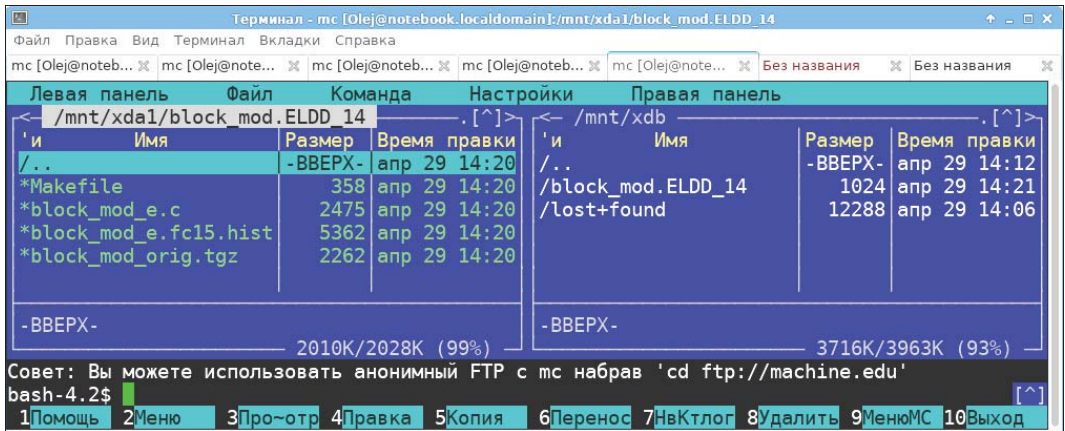 Терминал - mc [Olej@notebook.localdomain]:/mnt/xda1/block_mod.ELDD_14
Файл Правка Вид Терминал Вкладки Справка
mc [Olej@noteb... mc [Olej@note... mc [Olej@noteb... mc [Olej@noteb... mc [Olej@note... Без названия Без названия
Левая панель Файл Команда Настройки Правая панель
<— /mnt/xda1/block_mod.ELDD_14 .[^]> <— /mnt/xdb .[^]>
'и Имя Размер Время правки 'и Имя Размер Время правки
/.. -ВВЕРХ- апр 29 14:20 /.. -ВВЕРХ- апр 29 14:12
*Makefile 358 апр 29 14:20 /block_mod.ELDD_14 1024 апр 29 14:21
*block_mod_e.c 2475 апр 29 14:20 /lost+found 12288 апр 29 14:06
*block_mod_e.fc15.hist 5362 апр 29 14:20
*block_mod_orig.tgz 2262 апр 29 14:20
-ВВЕРХ- -ВВЕРХ-
2010K/2028K (99%) 3716K/3963K (93%)
Совет: Вы можете использовать анонимный FTP с mc набрав 'cd ftp://machine.edu'
bash-4.2$ [^]
1Помощь 2Меню 3Про~отр 4Правка 5Копия 6Перенос 7НвКтлог 8Удалить 9МенюMC 10Выход